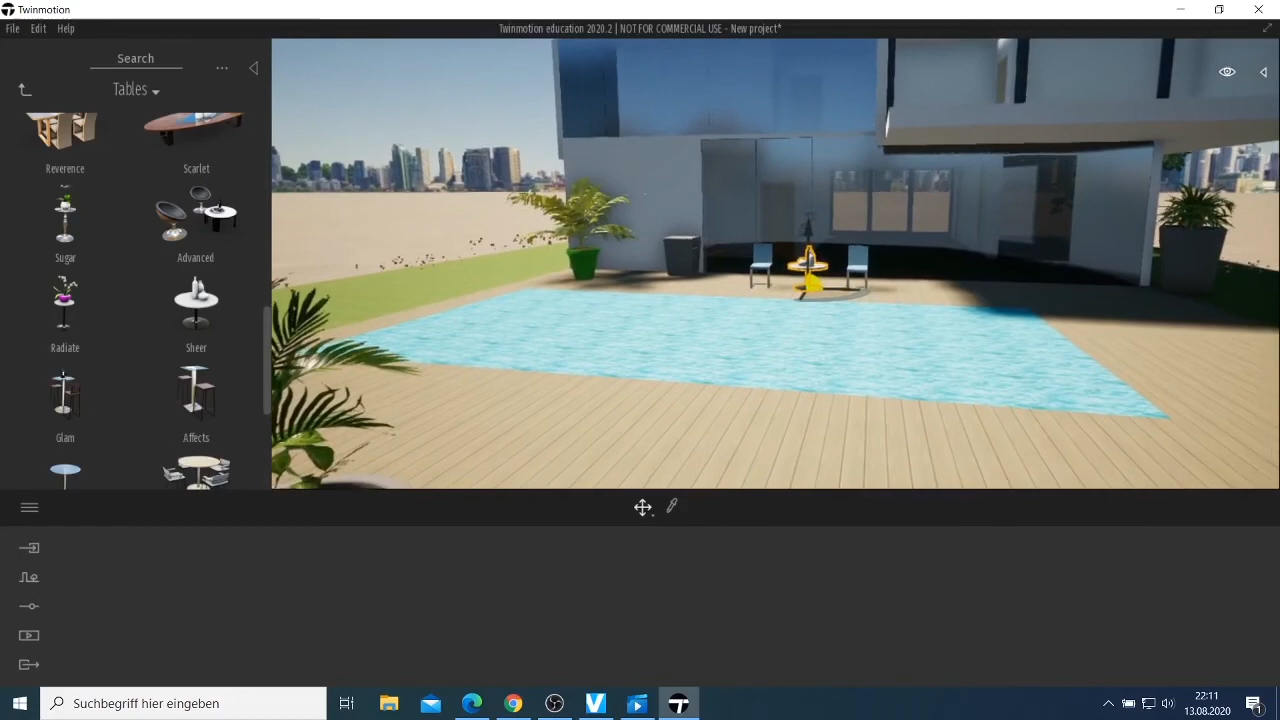 Twinmotion
File Edit Help
Twinmotion education 2020.2 | NOT FOR COMMERCIAL USE - New project*
Search
...
Tables
Reverence
Scarlet
Sugar
Advanced
Radiate
Sheer
Glam
Affects
Suchbegriff hier eingeben
22:11
13.08.2020
1